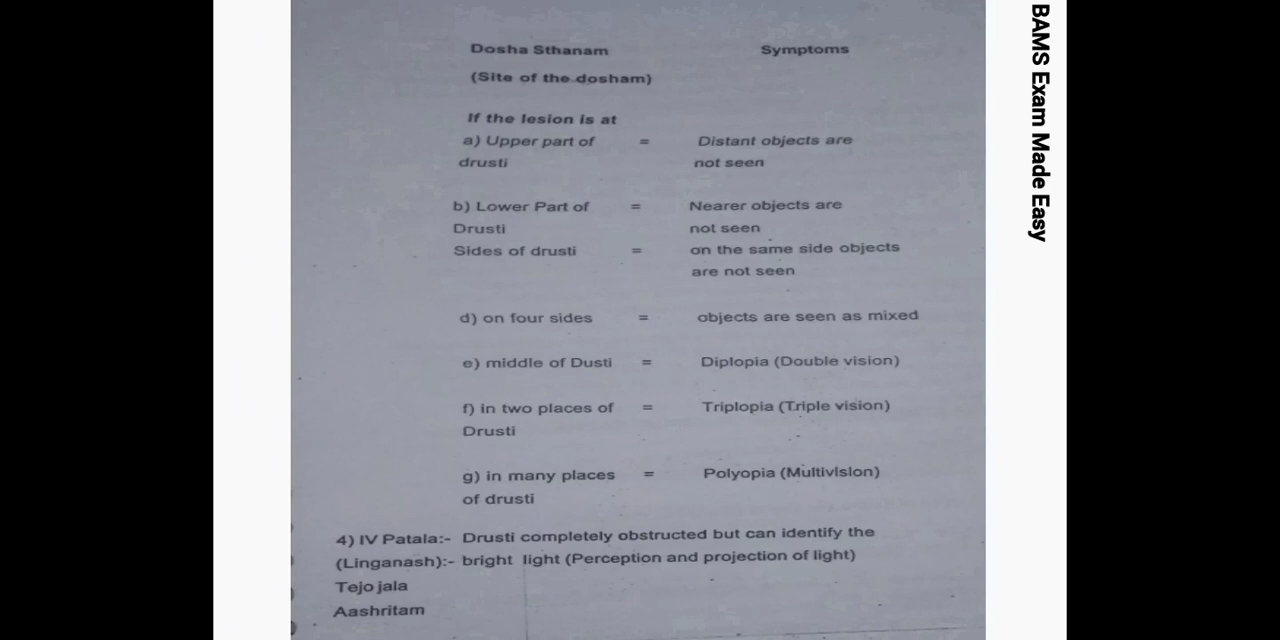 Dosha Sthanam Symptoms
(Site of the dosham)
If the lesion is at
a) Upper part of = Distant objects are
drusti not seen
b) Lower Part of = Nearer objects are
Drusti not seen
Sides of drusti = on the same side objects
are not seen
d) on four sides = objects are seen as mixed
e) middle of Dusti = Diplopia (Double vision)
f) in two places of = Triplopia (Triple vision)
Drusti
g) in many places = Polyopia (Multivision)
of drusti
4) IV Patala:- Drusti completely obstructed but can identify the
(Linganash):- bright light (Perception and projection of light)
Tejo jala
Aashritam
BAMS Exam Made Easy